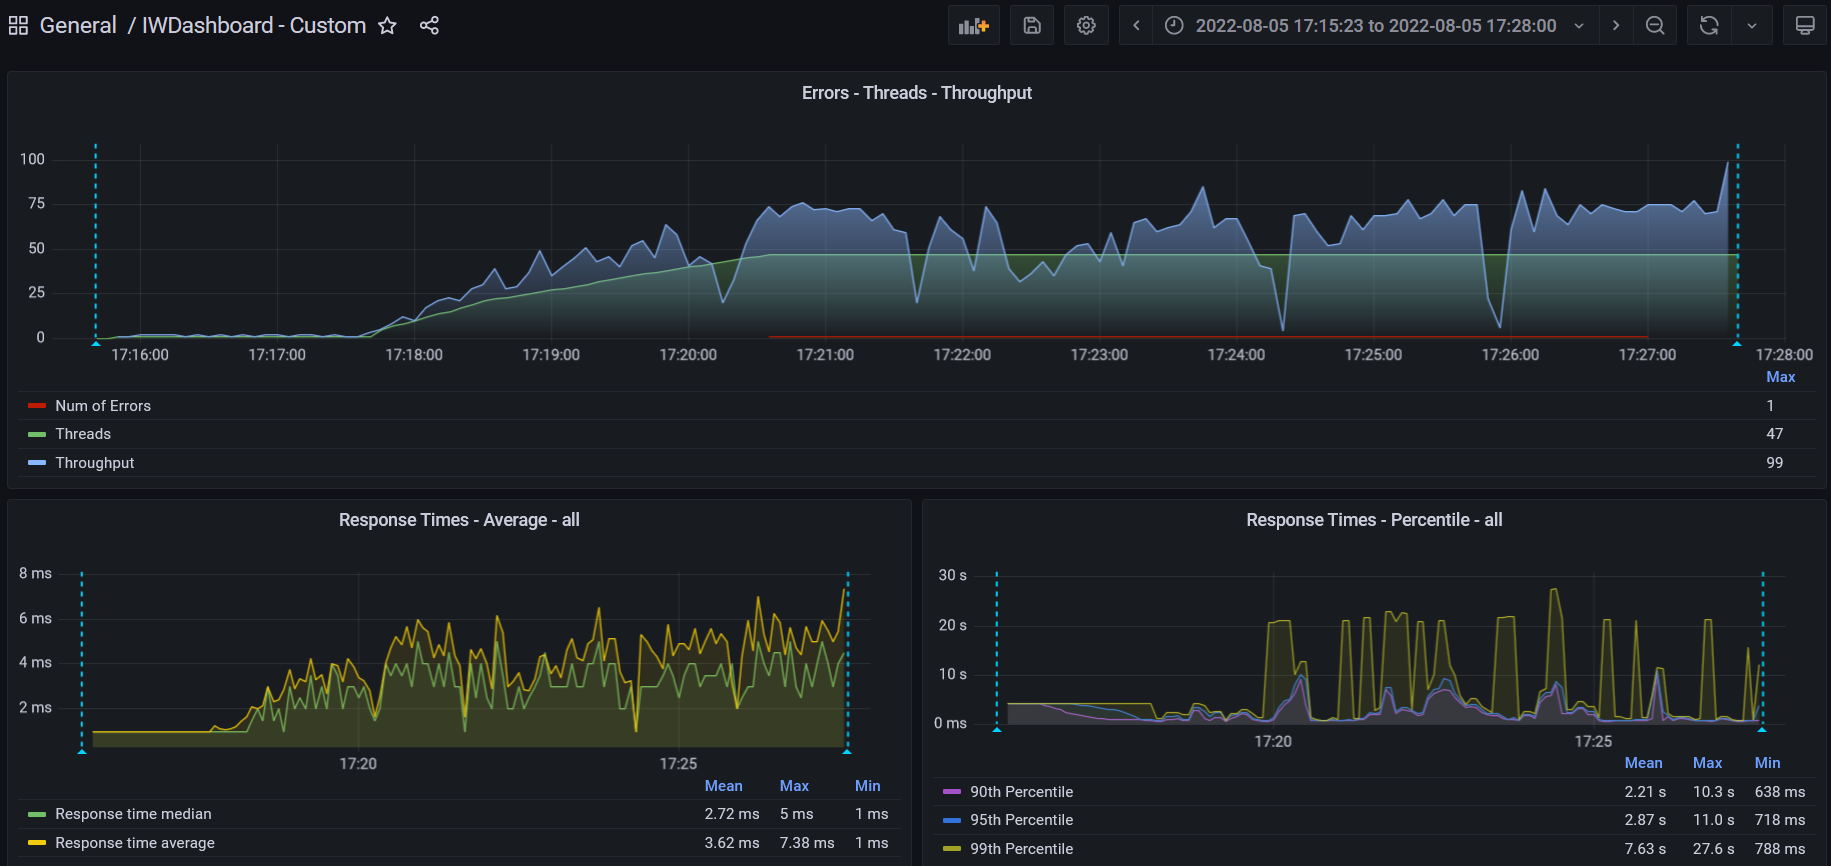 General / IWDashboard - Custom
2022-08-05 17:15:23 to 2022-08-05 17:28:00
Errors - Threads - Throughput
100
75
50
25
0
17:16:00 17:17:00 17:18:00 17:19:00 17:20:00 17:21:00 17:22:00 17:23:00 17:24:00 17:25:00 17:26:00 17:27:00 17:28:00
Max
Num of Errors 1
Threads 47
Throughput 99
Response Times - Average - all
8 ms
6 ms
4 ms
2 ms
17:20 17:25
Mean Max Min
Response time median 2.72 ms 5 ms 1 ms
Response time average 3.62 ms 7.38 ms 1 ms
Response Times - Percentile - all
30 s
20 s
10 s
0 ms
17:20 17:25
Mean Max Min
90th Percentile 2.21 s 10.3 s 638 ms
95th Percentile 2.87 s 11.0 s 718 ms
99th Percentile 7.63 s 27.6 s 788 ms